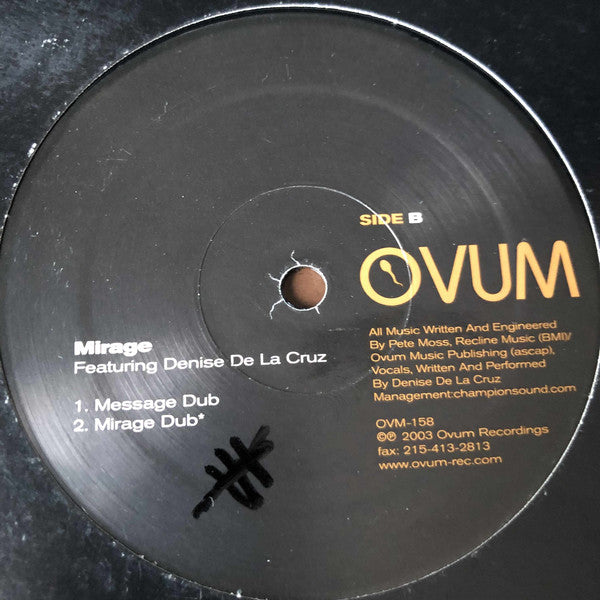 SIDE B
OVUM
All Music Written And Engineered
By Pete Moss, Recline Music (BMI)/
Ovum Music Publishing (ascap),
Vocals, Written And Performed
By Denise De La Cruz
Management:championsound.com
OVM-158
©℗ 2003 Ovum Recordings
fax: 215-413-2813
www.ovum-rec.com
Mirage
Featuring Denise De La Cruz
1. Message Dub
2. Mirage Dub*